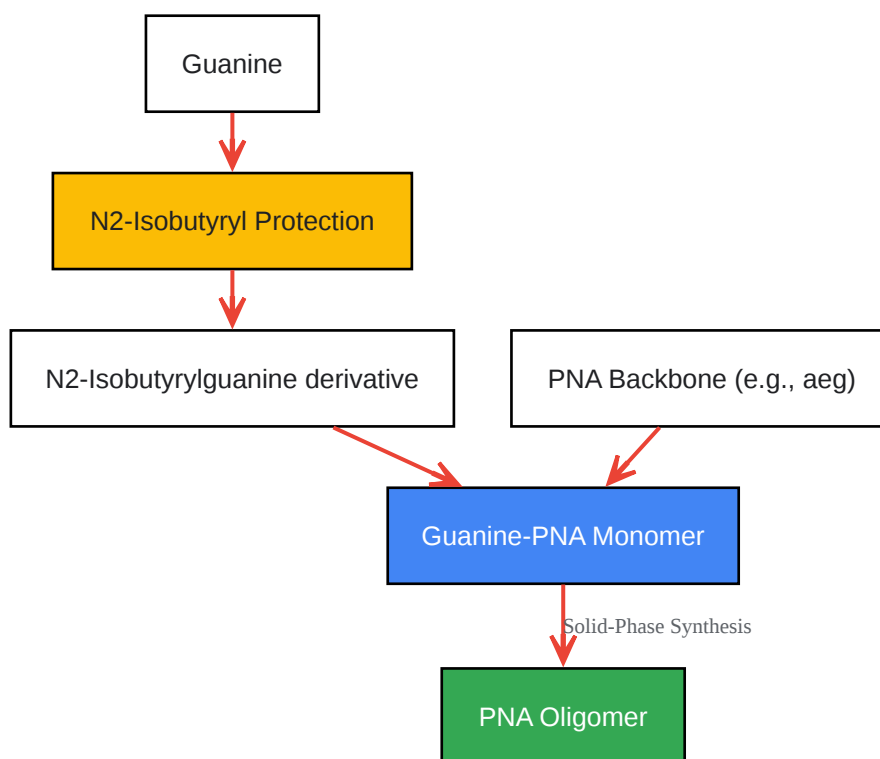 Guanine
N2-Isobutyryl Protection
N2-Isobutyrylguanine derivative
PNA Backbone (e.g., aeg)
Guanine-PNA Monomer
Solid-Phase Synthesis
PNA Oligomer